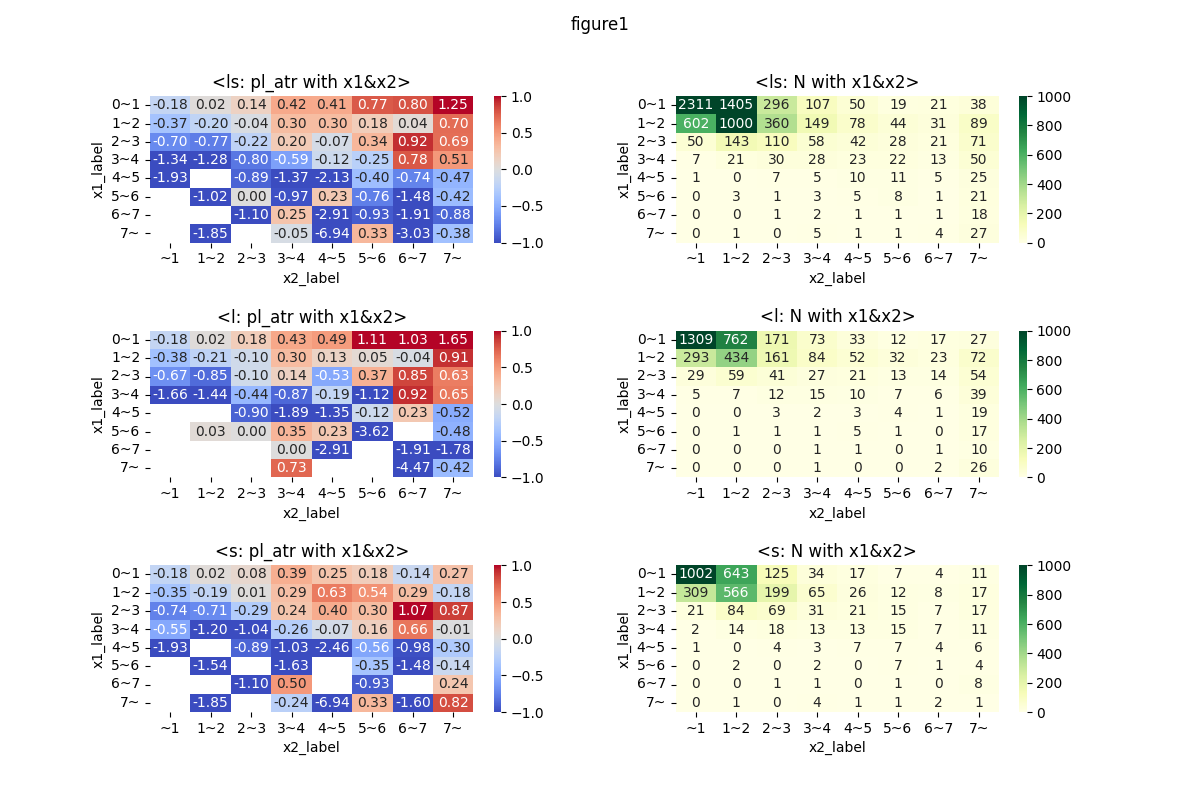 figure1
<ls: pl_atr with x1&x2>
x1_label
0~1 -0.18 0.02 0.14 0.42 0.41 0.77 0.80 1.25
1~2 -0.37 -0.20 -0.04 0.30 0.30 0.18 0.04 0.70
2~3 -0.70 -0.77 -0.22 0.20 -0.07 0.34 0.92 0.69
3~4 -1.34 -1.28 -0.80 -0.59 -0.12 -0.25 0.78 0.51
4~5 -1.93 -0.89 -1.37 -2.13 -0.40 -0.74 -0.47
5~6 -1.02 0.00 -0.97 0.23 -0.76 -1.48 -0.42
6~7 -1.10 0.25 -2.91 -0.93 -1.91 -0.88
7~ -1.85 -0.05 -6.94 0.33 -3.03 -0.38
~1 1~2 2~3 3~4 4~5 5~6 6~7 7~
x2_label
1.0
0.5
0.0
−0.5
−1.0
<ls: N with x1&x2>
x1_label
0~1 2311 1405 296 107 50 19 21 38
1~2 602 1000 360 149 78 44 31 89
2~3 50 143 110 58 42 28 21 71
3~4 7 21 30 28 23 22 13 50
4~5 1 0 7 5 10 11 5 25
5~6 0 3 1 3 5 8 1 21
6~7 0 0 1 2 1 1 1 18
7~ 0 1 0 5 1 1 4 27
~1 1~2 2~3 3~4 4~5 5~6 6~7 7~
x2_label
1000
800
600
400
200
0
<l: pl_atr with x1&x2>
x1_label
0~1 -0.18 0.02 0.18 0.43 0.49 1.11 1.03 1.65
1~2 -0.38 -0.21 -0.10 0.30 0.13 0.05 -0.04 0.91
2~3 -0.67 -0.85 -0.10 0.14 -0.53 0.37 0.85 0.63
3~4 -1.66 -1.44 -0.44 -0.87 -0.19 -1.12 0.92 0.65
4~5 -0.90 -1.89 -1.35 -0.12 0.23 -0.52
5~6 0.03 0.00 0.35 0.23 -3.62 -0.48
6~7 0.00 -2.91 -1.91 -1.78
7~ 0.73 -4.47 -0.42
~1 1~2 2~3 3~4 4~5 5~6 6~7 7~
x2_label
1.0
0.5
0.0
−0.5
−1.0
<l: N with x1&x2>
x1_label
0~1 1309 762 171 73 33 12 17 27
1~2 293 434 161 84 52 32 23 72
2~3 29 59 41 27 21 13 14 54
3~4 5 7 12 15 10 7 6 39
4~5 0 0 3 2 3 4 1 19
5~6 0 1 1 1 5 1 0 17
6~7 0 0 0 1 1 0 1 10
7~ 0 0 0 1 0 0 2 26
~1 1~2 2~3 3~4 4~5 5~6 6~7 7~
x2_label
1000
800
600
400
200
0
<s: pl_atr with x1&x2>
x1_label
0~1 -0.18 0.02 0.08 0.39 0.25 0.18 -0.14 0.27
1~2 -0.35 -0.19 0.01 0.29 0.63 0.54 0.29 -0.18
2~3 -0.74 -0.71 -0.29 0.24 0.40 0.30 1.07 0.87
3~4 -0.55 -1.20 -1.04 -0.26 -0.07 0.16 0.66 -0.01
4~5 -1.93 -0.89 -1.03 -2.46 -0.56 -0.98 -0.30
5~6 -1.54 -1.63 -0.35 -1.48 -0.14
6~7 -1.10 0.50 -0.93 0.24
7~ -1.85 -0.24 -6.94 0.33 -1.60 0.82
~1 1~2 2~3 3~4 4~5 5~6 6~7 7~
x2_label
1.0
0.5
0.0
−0.5
−1.0
<s: N with x1&x2>
x1_label
0~1 1002 643 125 34 17 7 4 11
1~2 309 566 199 65 26 12 8 17
2~3 21 84 69 31 21 15 7 17
3~4 2 14 18 13 13 15 7 11
4~5 1 0 4 3 7 7 4 6
5~6 0 2 0 2 0 7 1 4
6~7 0 0 1 1 0 1 0 8
7~ 0 1 0 4 1 1 2 1
~1 1~2 2~3 3~4 4~5 5~6 6~7 7~
x2_label
1000
800
600
400
200
0